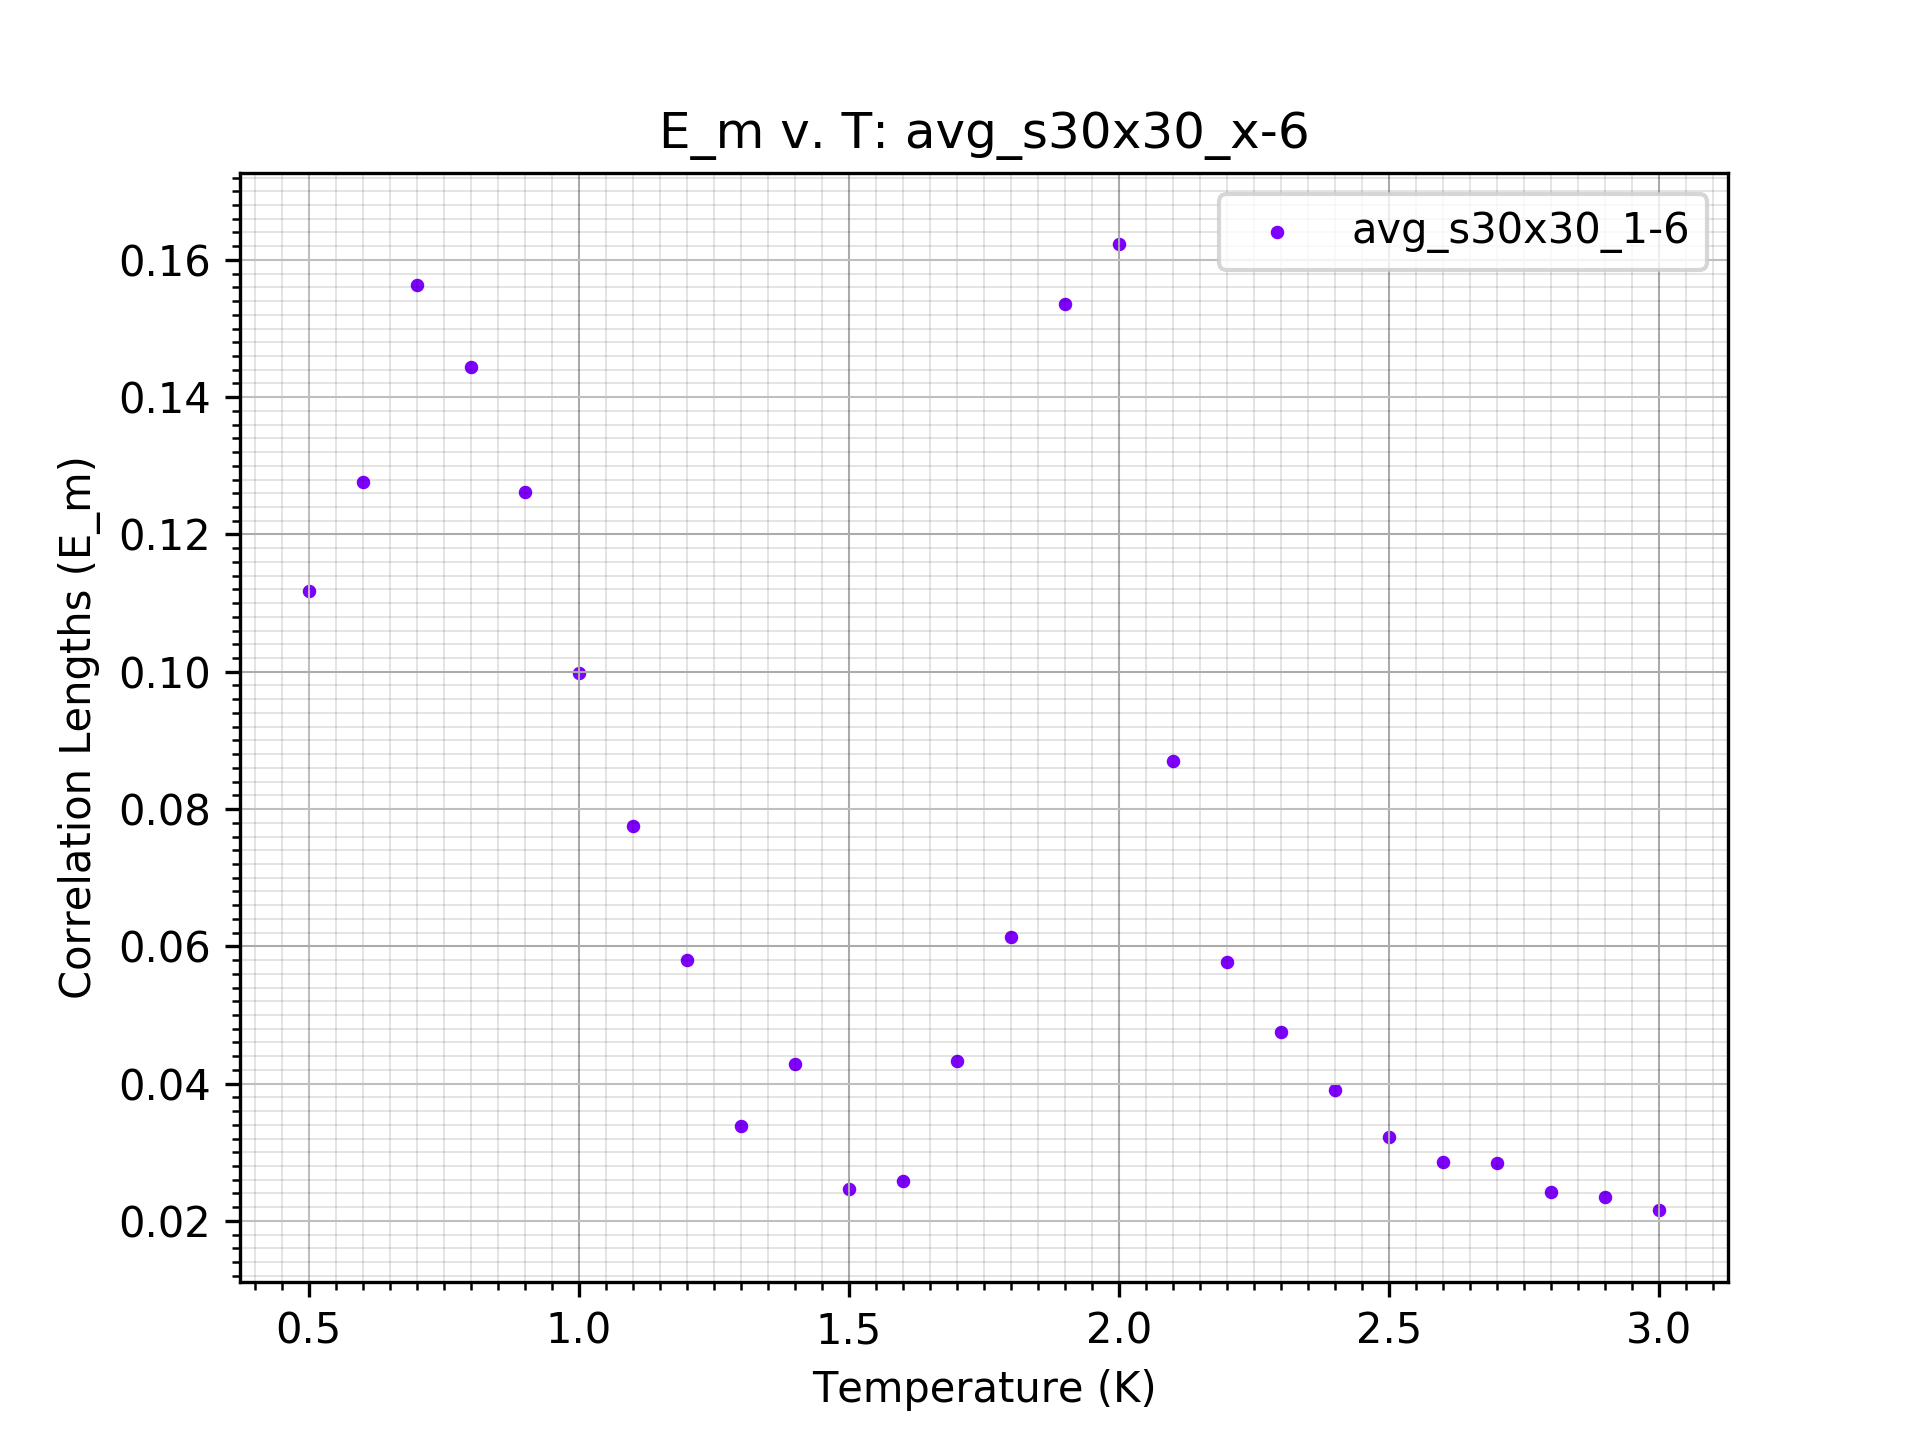 E_m v. T: avg_s30x30_x-6
avg_s30x30_1-6
Correlation Lengths (E_m)
0.16
0.14
0.12
0.10
0.08
0.06
0.04
0.02
0.5 1.0 1.5 2.0 2.5 3.0
Temperature (K)